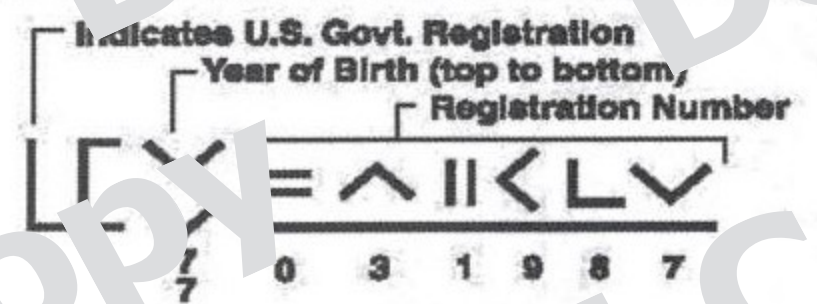 Indicates U.S. Govt. Registration
Year of Birth (top to bottom)
Registration Number
7
7 0 3 1 9 8 7